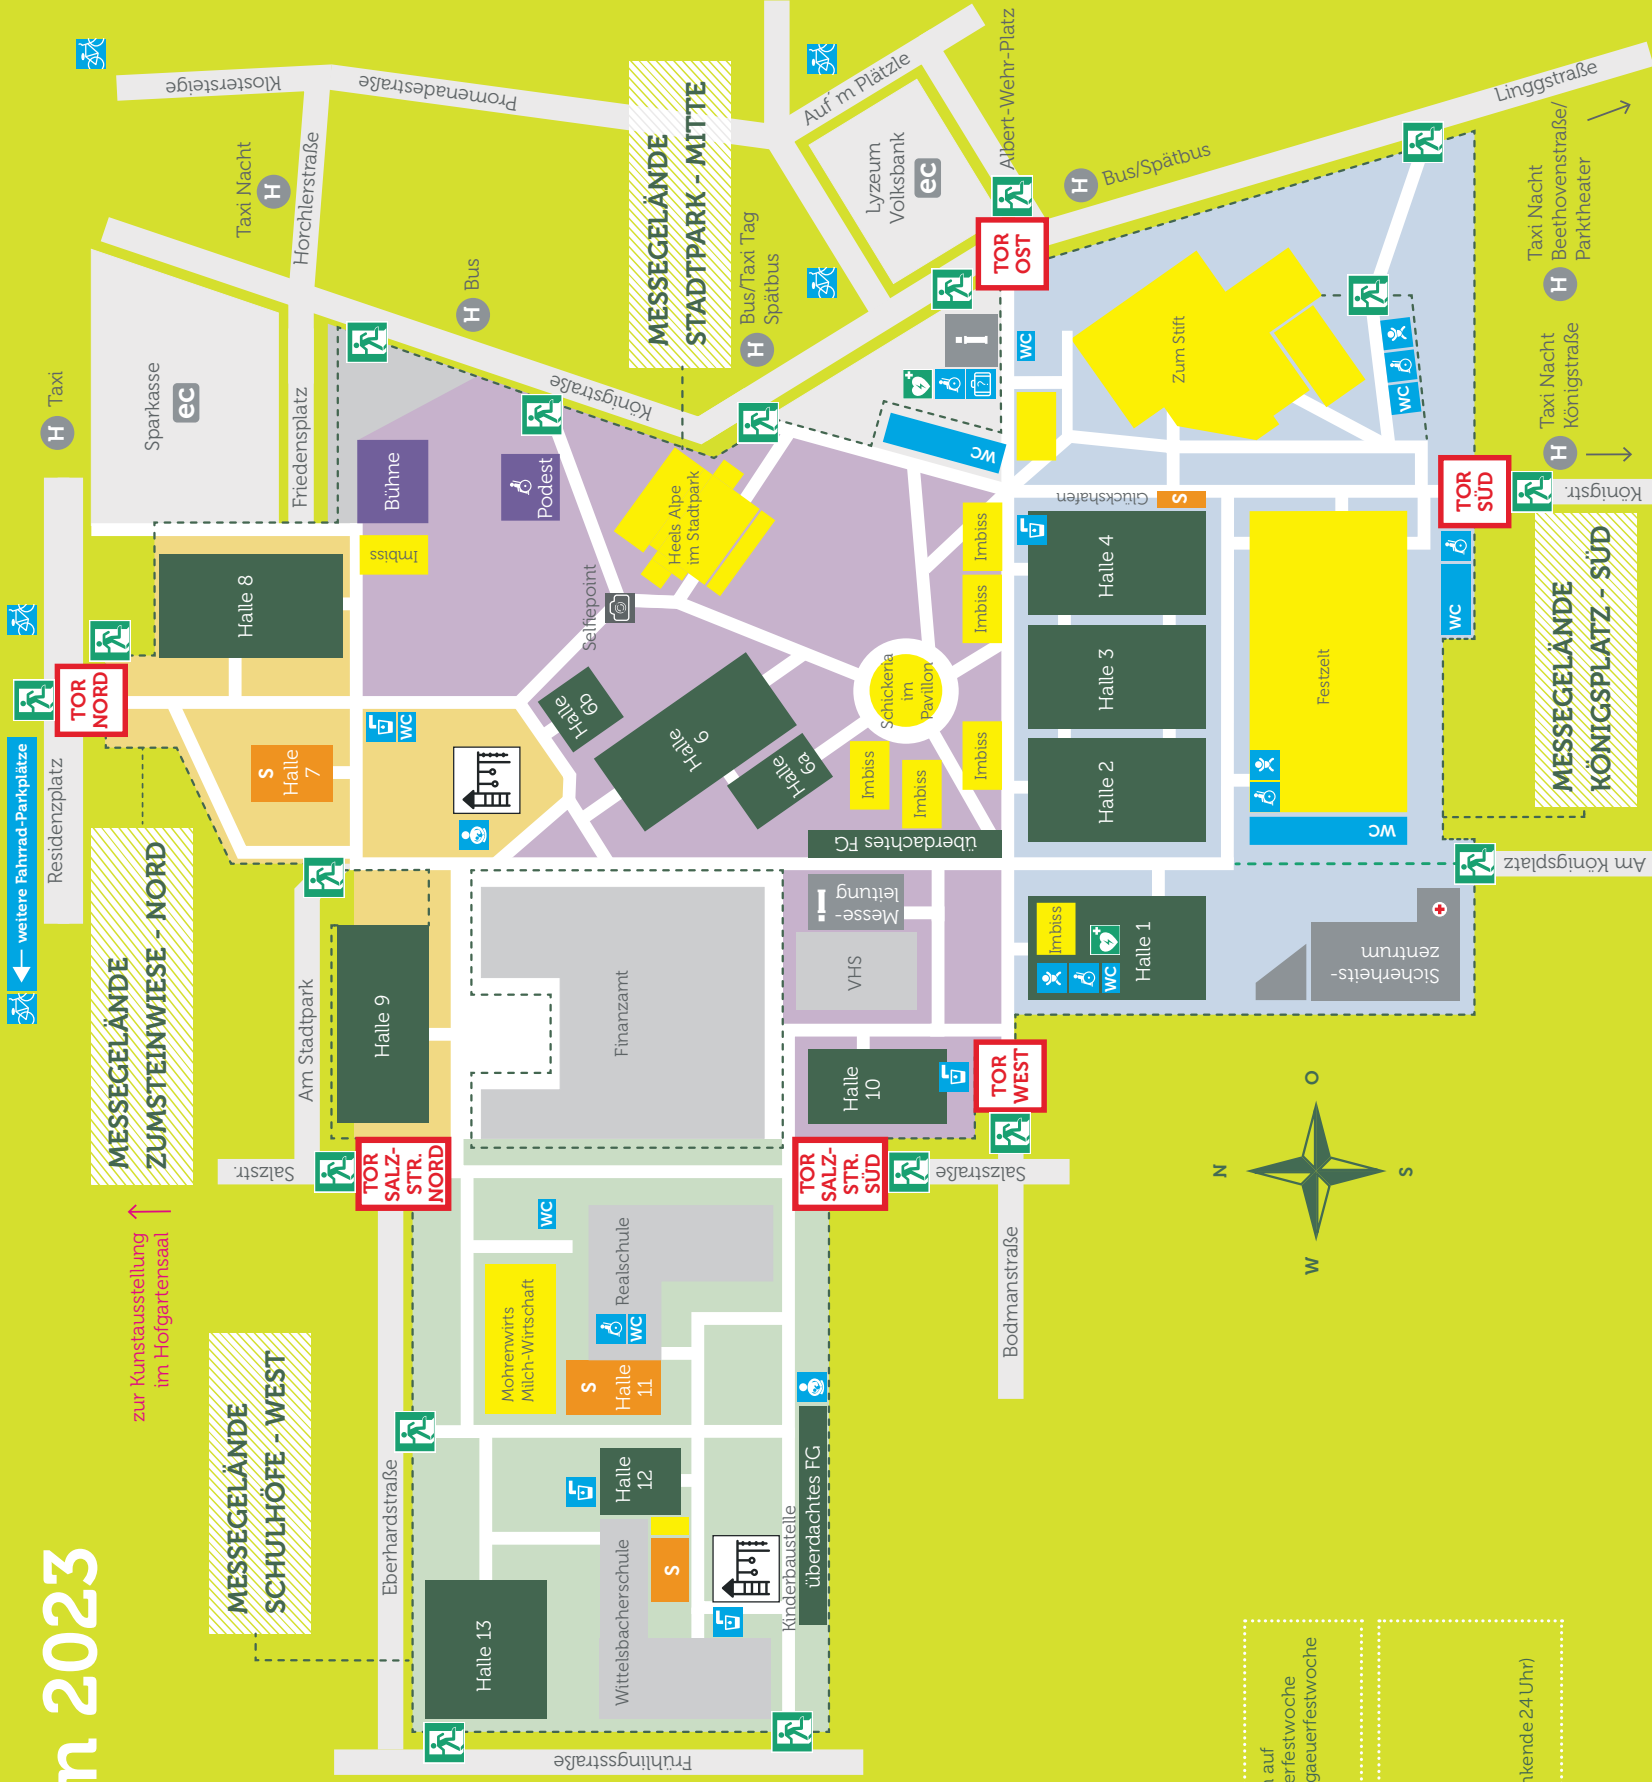 n 2023
zur Kunstausstellung
im Hofgartensaal
MESSEGELÄNDE
SCHULHÖFE - WEST
MESSEGELÄNDE
ZUMSTEINWIESE - NORD
MESSEGELÄNDE
STADTPARK - MITTE
MESSEGELÄNDE
KÖNIGSPLATZ - SÜD
weitere Fahrrad-Parkplätze
Residenzplatz
TOR
NORD
H Taxi
Sparkasse
ec
Taxi Nacht
H
Klostersteige
Horchlerstraße
Promenadestraße
Friedensplatz
H Bus
Königstraße
H Bus/Taxi Tag
Spätbus
Auf´m Plätzle
Lyzeum
Volksbank
ec
Albert-Wehr-Platz
H Bus/Spätbus
Linggstraße
TOR
OST
Taxi Nacht
H Beethovenstraße/
Parktheater
Taxi Nacht
H Königstraße
Königstr.
TOR
SÜD
Am Königsplatz
Am Stadtpark
Salzstr.
Eberhardstraße
Frühlingsstraße
Salzstraße
Bodmanstraße
TOR
SALZ-
STR.
NORD
TOR
SALZ-
STR.
SÜD
TOR
WEST
Halle 8
S
Halle
7
WC
Halle 9
Imbiss
Bühne
Podest
Selfiepoint
Heels Alpe
im Stadtpark
Halle
6b
Halle
6
Halle
6a
Schickeria
im
Pavillon
Imbiss
Imbiss
Imbiss
Imbiss
Imbiss
überdachtes FG
Messe-
leitung
i
VHS
Finanzamt
Halle
10
i
WC
WC
Zum Stift
WC
Glückshafen
S
Halle 4
Halle 3
Halle 2
Festzelt
WC
WC
Imbiss
WC
Halle 1
Sicherheits-
zentrum
WC
Mohrenwirts
Milch-Wirtschaft
Realschule
WC
S
Halle
11
Halle
12
Wittelsbacherschule
S
Kinderbaustelle
überdachtes FG
Halle 13
N
O
S
W
auf
erfestwoche
gaeuerfestwoche
nkende 24 Uhr)